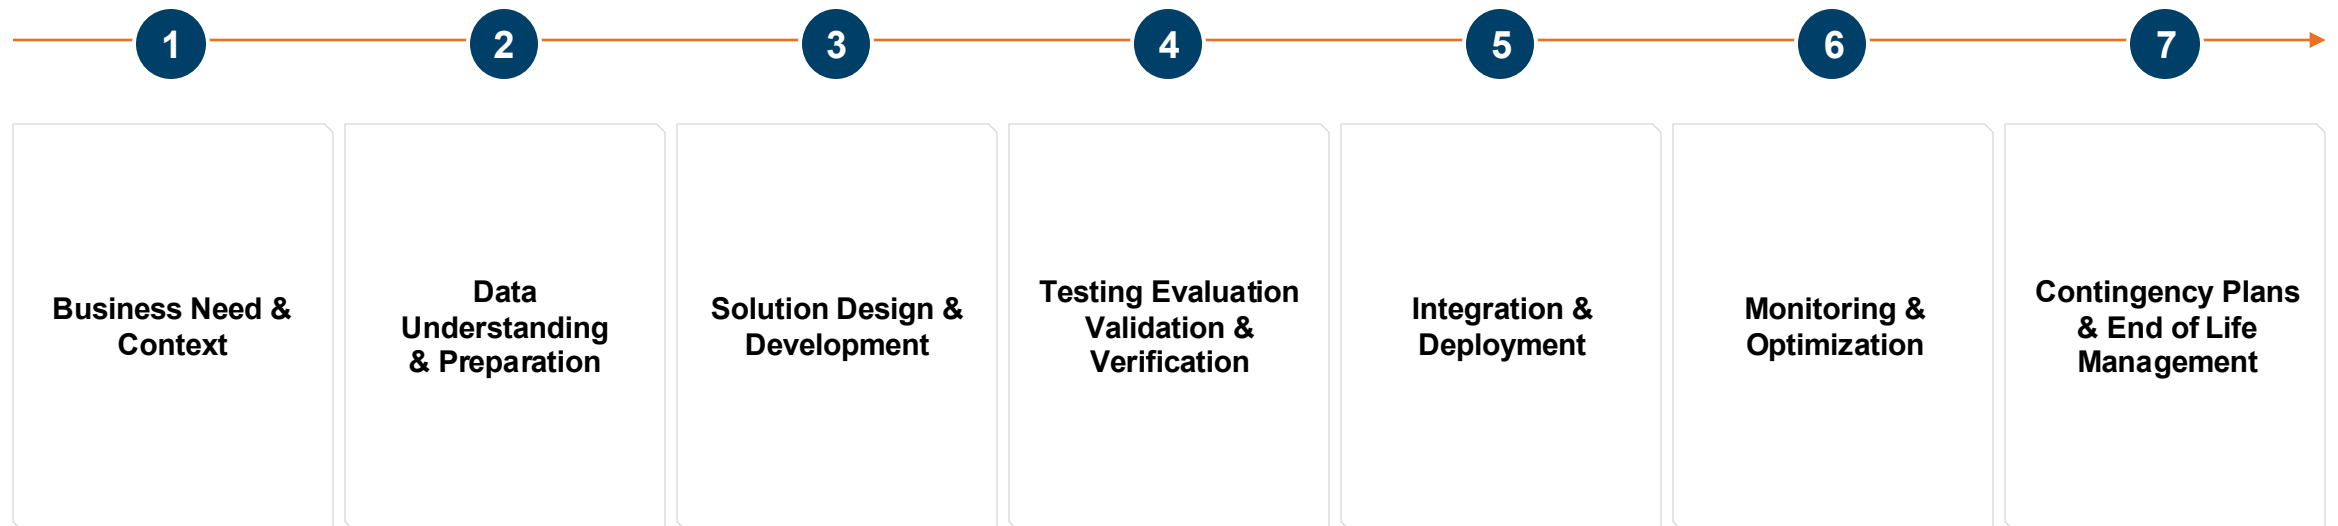 1
2
3
4
5
6
7
Business Need &
Context
Data
Understanding
& Preparation
Solution Design &
Development
Testing Evaluation
Validation &
Verification
Integration &
Deployment
Monitoring &
Optimization
Contingency Plans
& End of Life
Management